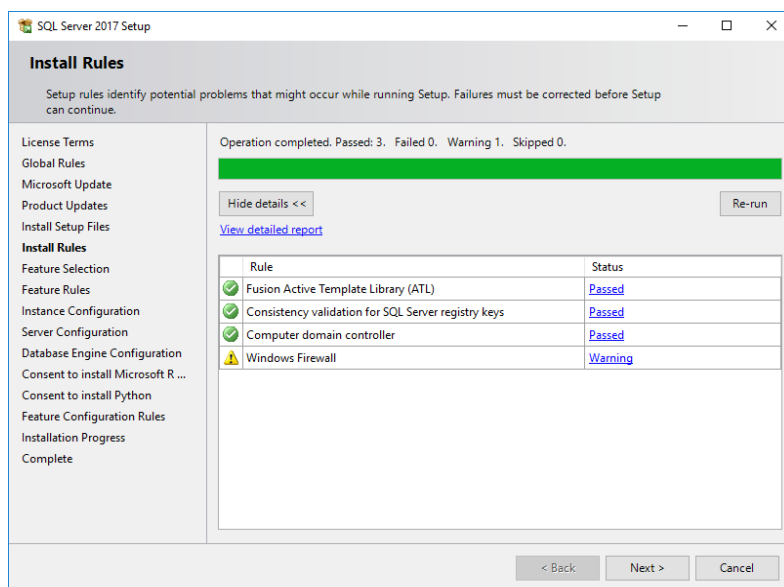 SQL Server 2017 Setup
Install Rules
Setup rules identify potential problems that might occur while running Setup. Failures must be corrected before Setup
can continue.
License Terms
Global Rules
Microsoft Update
Product Updates
Install Setup Files
Install Rules
Feature Selection
Feature Rules
Instance Configuration
Server Configuration
Database Engine Configuration
Consent to install Microsoft R ...
Consent to install Python
Feature Configuration Rules
Installation Progress
Complete
Operation completed. Passed: 3. Failed 0. Warning 1. Skipped 0.
Hide details <<
Re-run
View detailed report
Rule Status
Fusion Active Template Library (ATL) Passed
Consistency validation for SQL Server registry keys Passed
Computer domain controller Passed
Windows Firewall Warning
< Back Next > Cancel